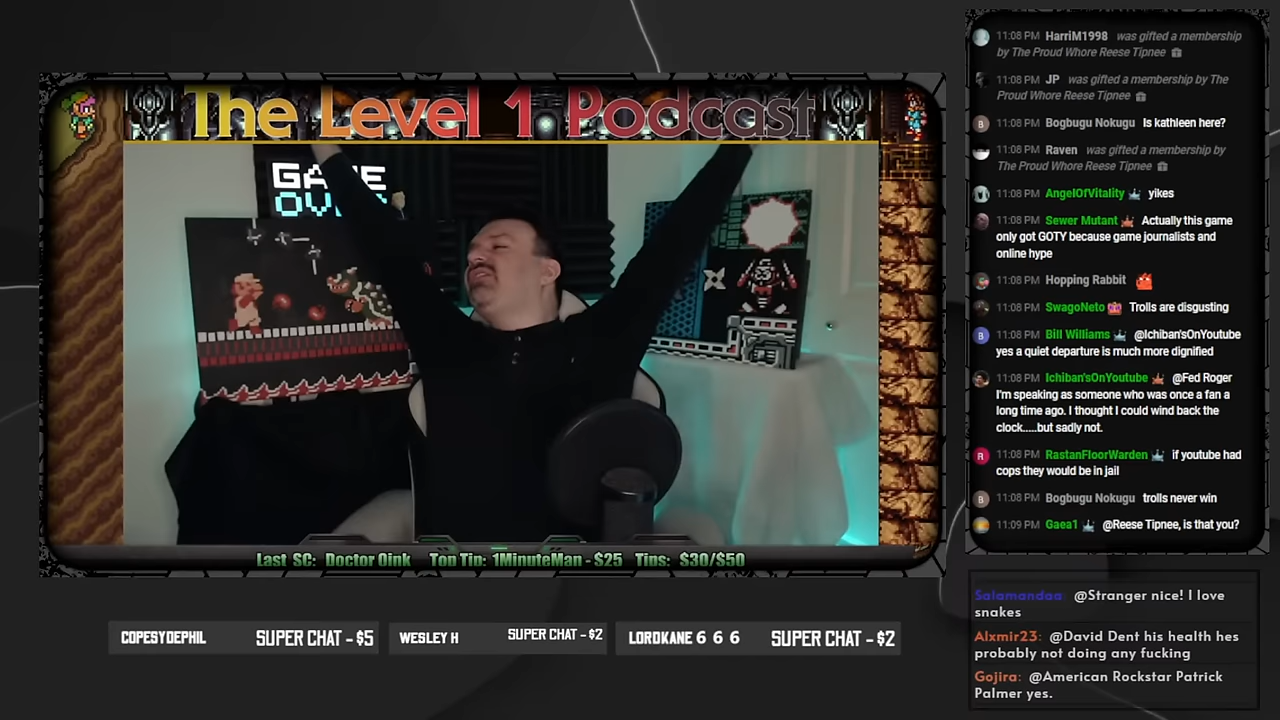 The Level 1 Podcast
GAME
OVE
Last SC: Doctor Oink Top Tip: 1MinuteMan - $25 Tips: $30/$50
COPESYDEPHIL SUPER CHAT - $5
WESLEY H SUPER CHAT - $2
LORDKANE 6 6 6 SUPER CHAT - $2
11:08 PM HarriM1998 was gifted a membership
by The Proud Whore Reese Tipnee
11:08 PM JP was gifted a membership by The
Proud Whore Reese Tipnee
11:08 PM Bogbugu Nokugu Is kathleen here?
11:08 PM Raven was gifted a membership by
The Proud Whore Reese Tipnee
11:08 PM AngelOfVitality yikes
11:08 PM Sewer Mutant Actually this game
only got GOTY because game journalists and
online hype
11:08 PM Hopping Rabbit
11:08 PM SwagoNeto Trolls are disgusting
11:08 PM Bill Williams @Ichiban'sOnYoutube
yes a quiet departure is much more dignified
11:08 PM Ichiban'sOnYoutube @Fed Roger
I'm speaking as someone who was once a fan a
long time ago. I thought I could wind back the
clock.....but sadly not.
11:08 PM RastanFloorWarden if youtube had
cops they would be in jail
11:08 PM Bogbugu Nokugu trolls never win
11:09 PM Gaea1 @Reese Tipnee, is that you?
Salamandaa: @Stranger nice! I love
snakes
Alxmir23: @David Dent his health hes
probably not doing any fucking
Gojira: @American Rockstar Patrick
Palmer yes.